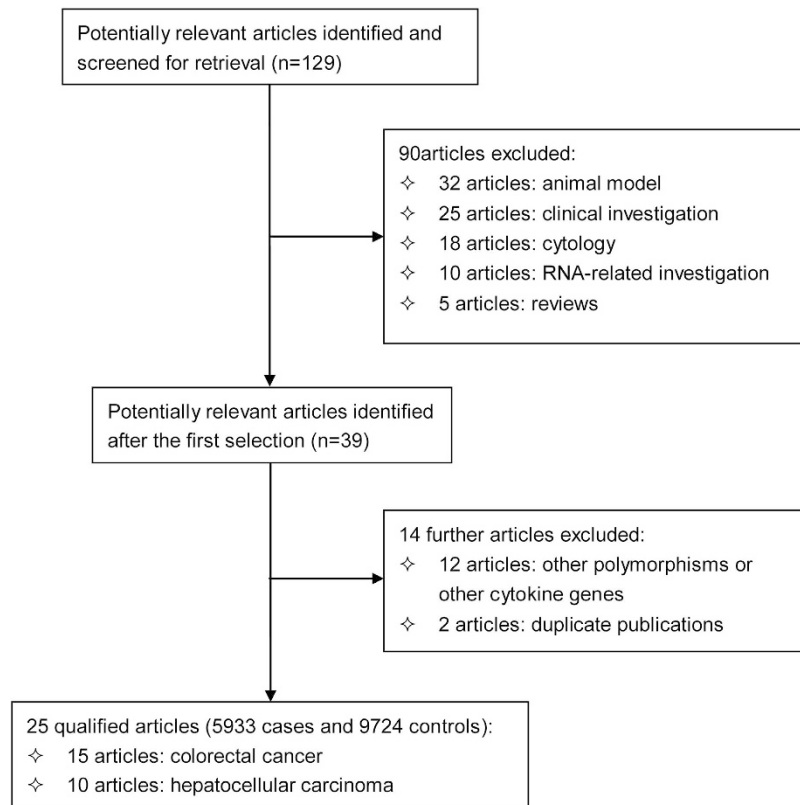 Potentially relevant articles identified and
screened for retrieval (n=129)
90articles excluded:
✧ 32 articles: animal model
✧ 25 articles: clinical investigation
✧ 18 articles: cytology
✧ 10 articles: RNA-related investigation
✧ 5 articles: reviews
Potentially relevant articles identified
after the first selection (n=39)
14 further articles excluded:
✧ 12 articles: other polymorphisms or
other cytokine genes
✧ 2 articles: duplicate publications
25 qualified articles (5933 cases and 9724 controls):
✧ 15 articles: colorectal cancer
✧ 10 articles: hepatocellular carcinoma